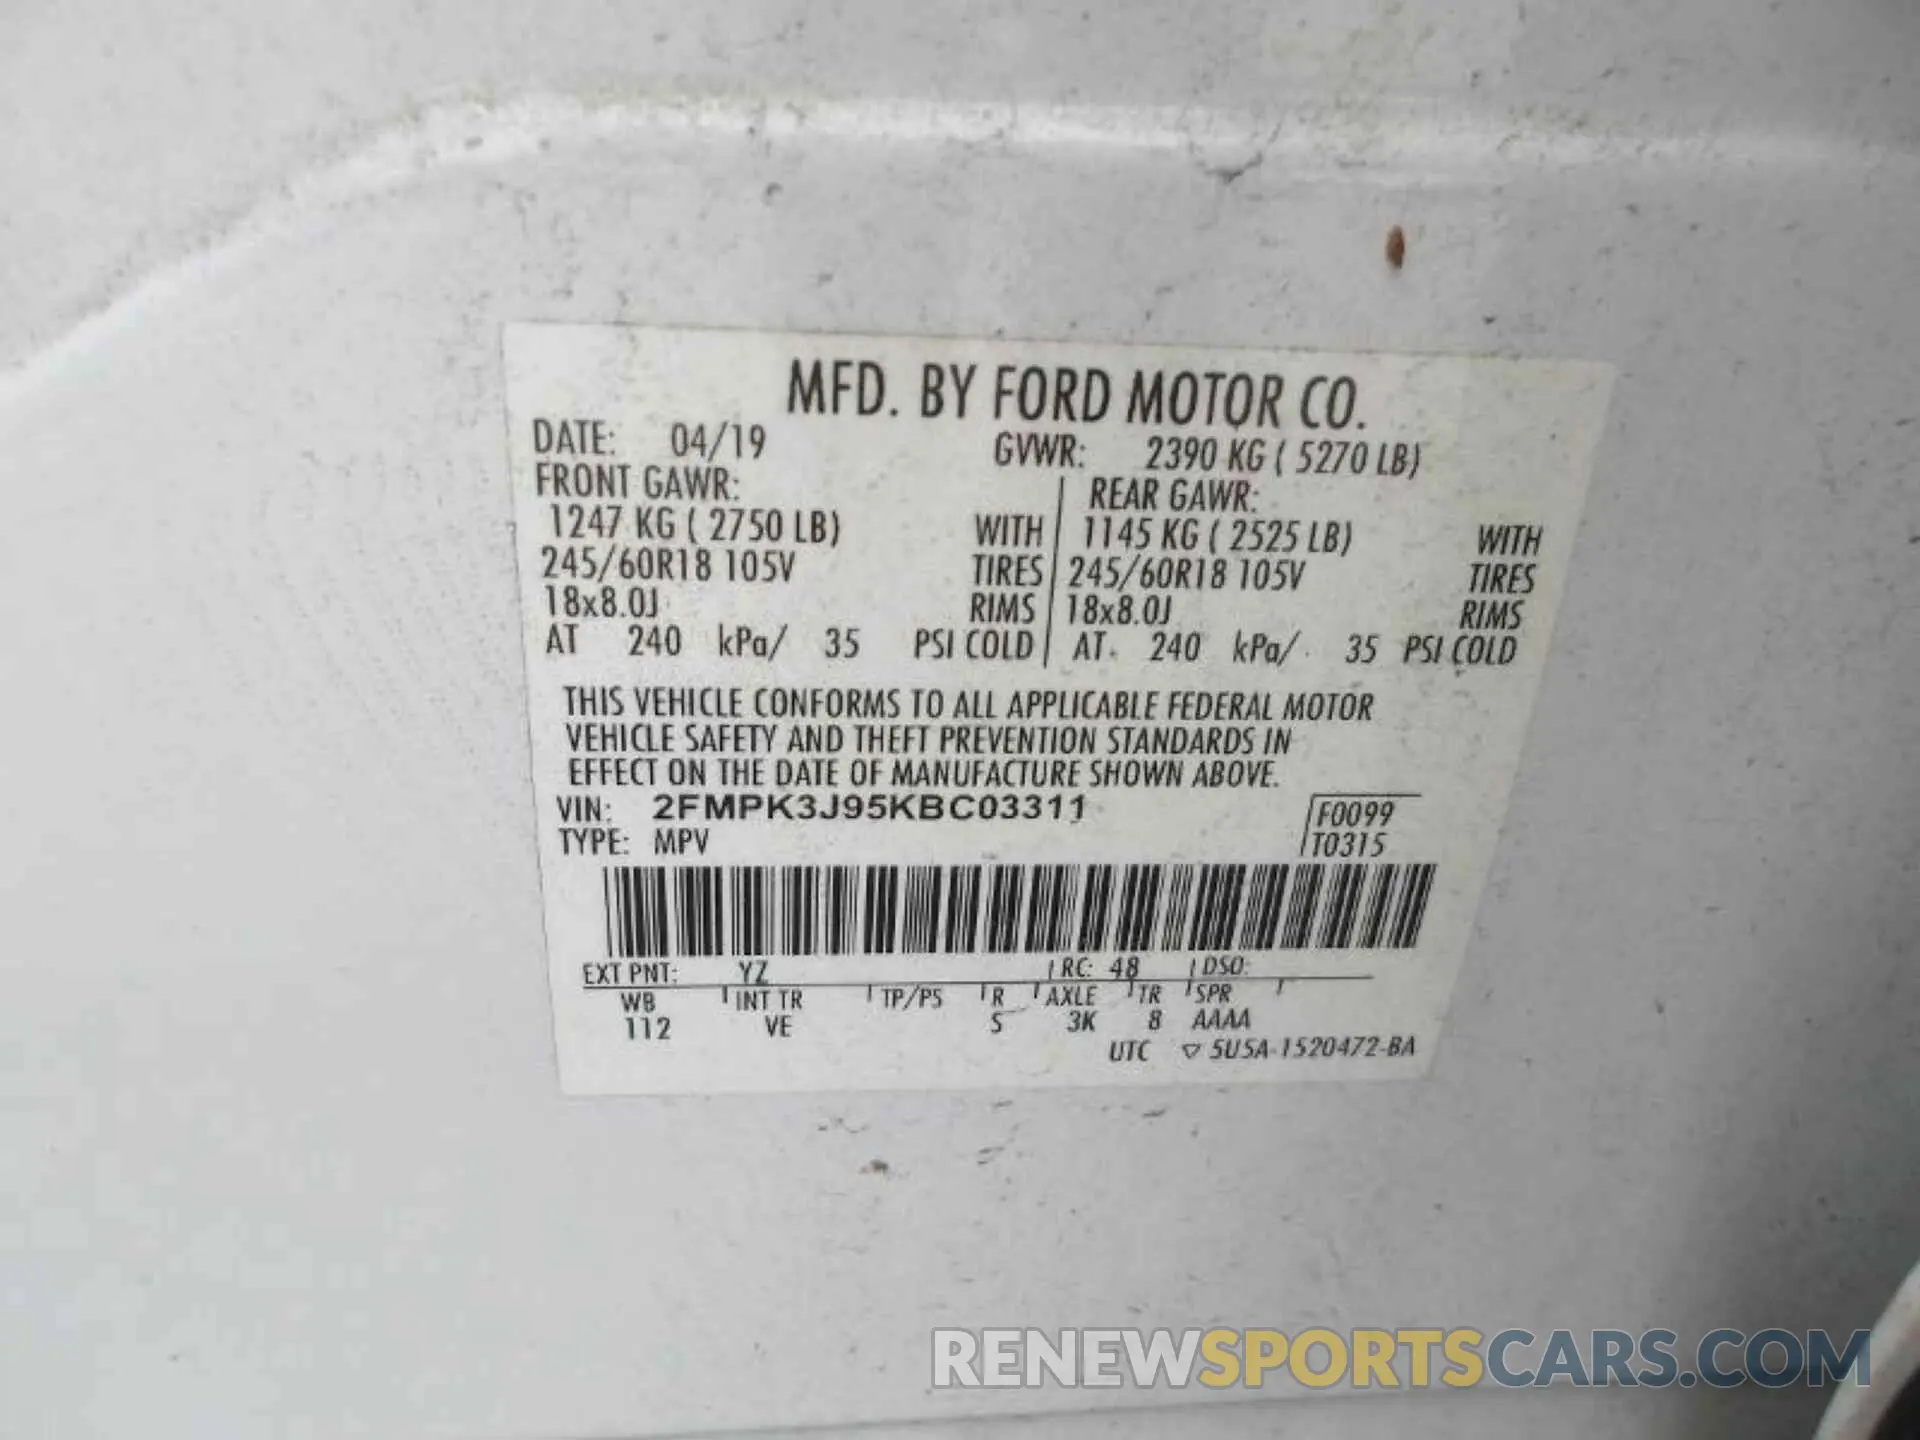 MFD. BY FORD MOTOR CO.
DATE: 04/19 GVWR: 2390 KG ( 5270 LB)
FRONT GAWR: REAR GAWR:
1247 KG ( 2750 LB) WITH 1145 KG ( 2525 LB) WITH
245/60R18 105V TIRES 245/60R18 105V TIRES
18x8.0J RIMS 18x8.0J RIMS
AT 240 kPa/ 35 PSI COLD AT 240 kPa/ 35 PSI COLD
THIS VEHICLE CONFORMS TO ALL APPLICABLE FEDERAL MOTOR
VEHICLE SAFETY AND THEFT PREVENTION STANDARDS IN
EFFECT ON THE DATE OF MANUFACTURE SHOWN ABOVE.
VIN: 2FMPK3J95KBC03311 F0099
TYPE: MPV T0315
EXT PNT: YZ RC: 48 DSO:
WB INT TR TP/PS R AXLE TR SPR
112 VE S 3K 8 AAAA
UTC ▽ 5U5A-1520472-BA
RENEWSPORTSCARS.COM